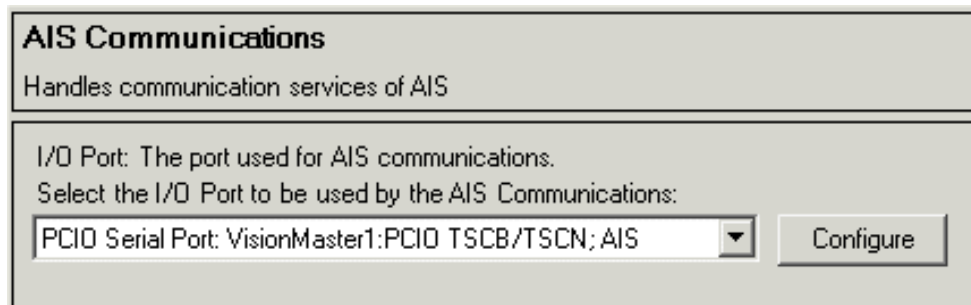 AIS Communications
Handles communication services of AIS
I/O Port: The port used for AIS communications.
Select the I/O Port to be used by the AIS Communications:
PCIO Serial Port: VisionMaster1:PCIO TSCB/TSCN; AIS
Configure